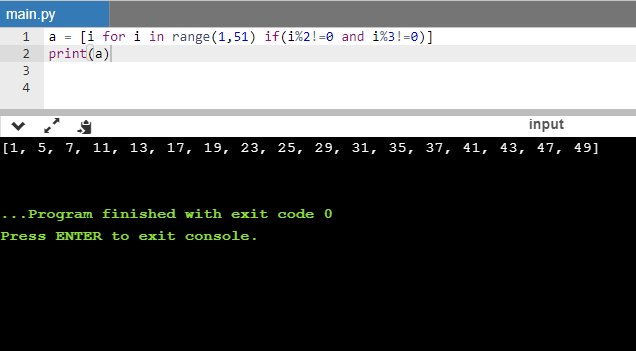 main.py
1 a = [i for i in range(1,51) if(i%2!=0 and i%3!=0)]
2 print(a)
3
4
input
[1, 5, 7, 11, 13, 17, 19, 23, 25, 29, 31, 35, 37, 41, 43, 47, 49]
...Program finished with exit code 0
Press ENTER to exit console.